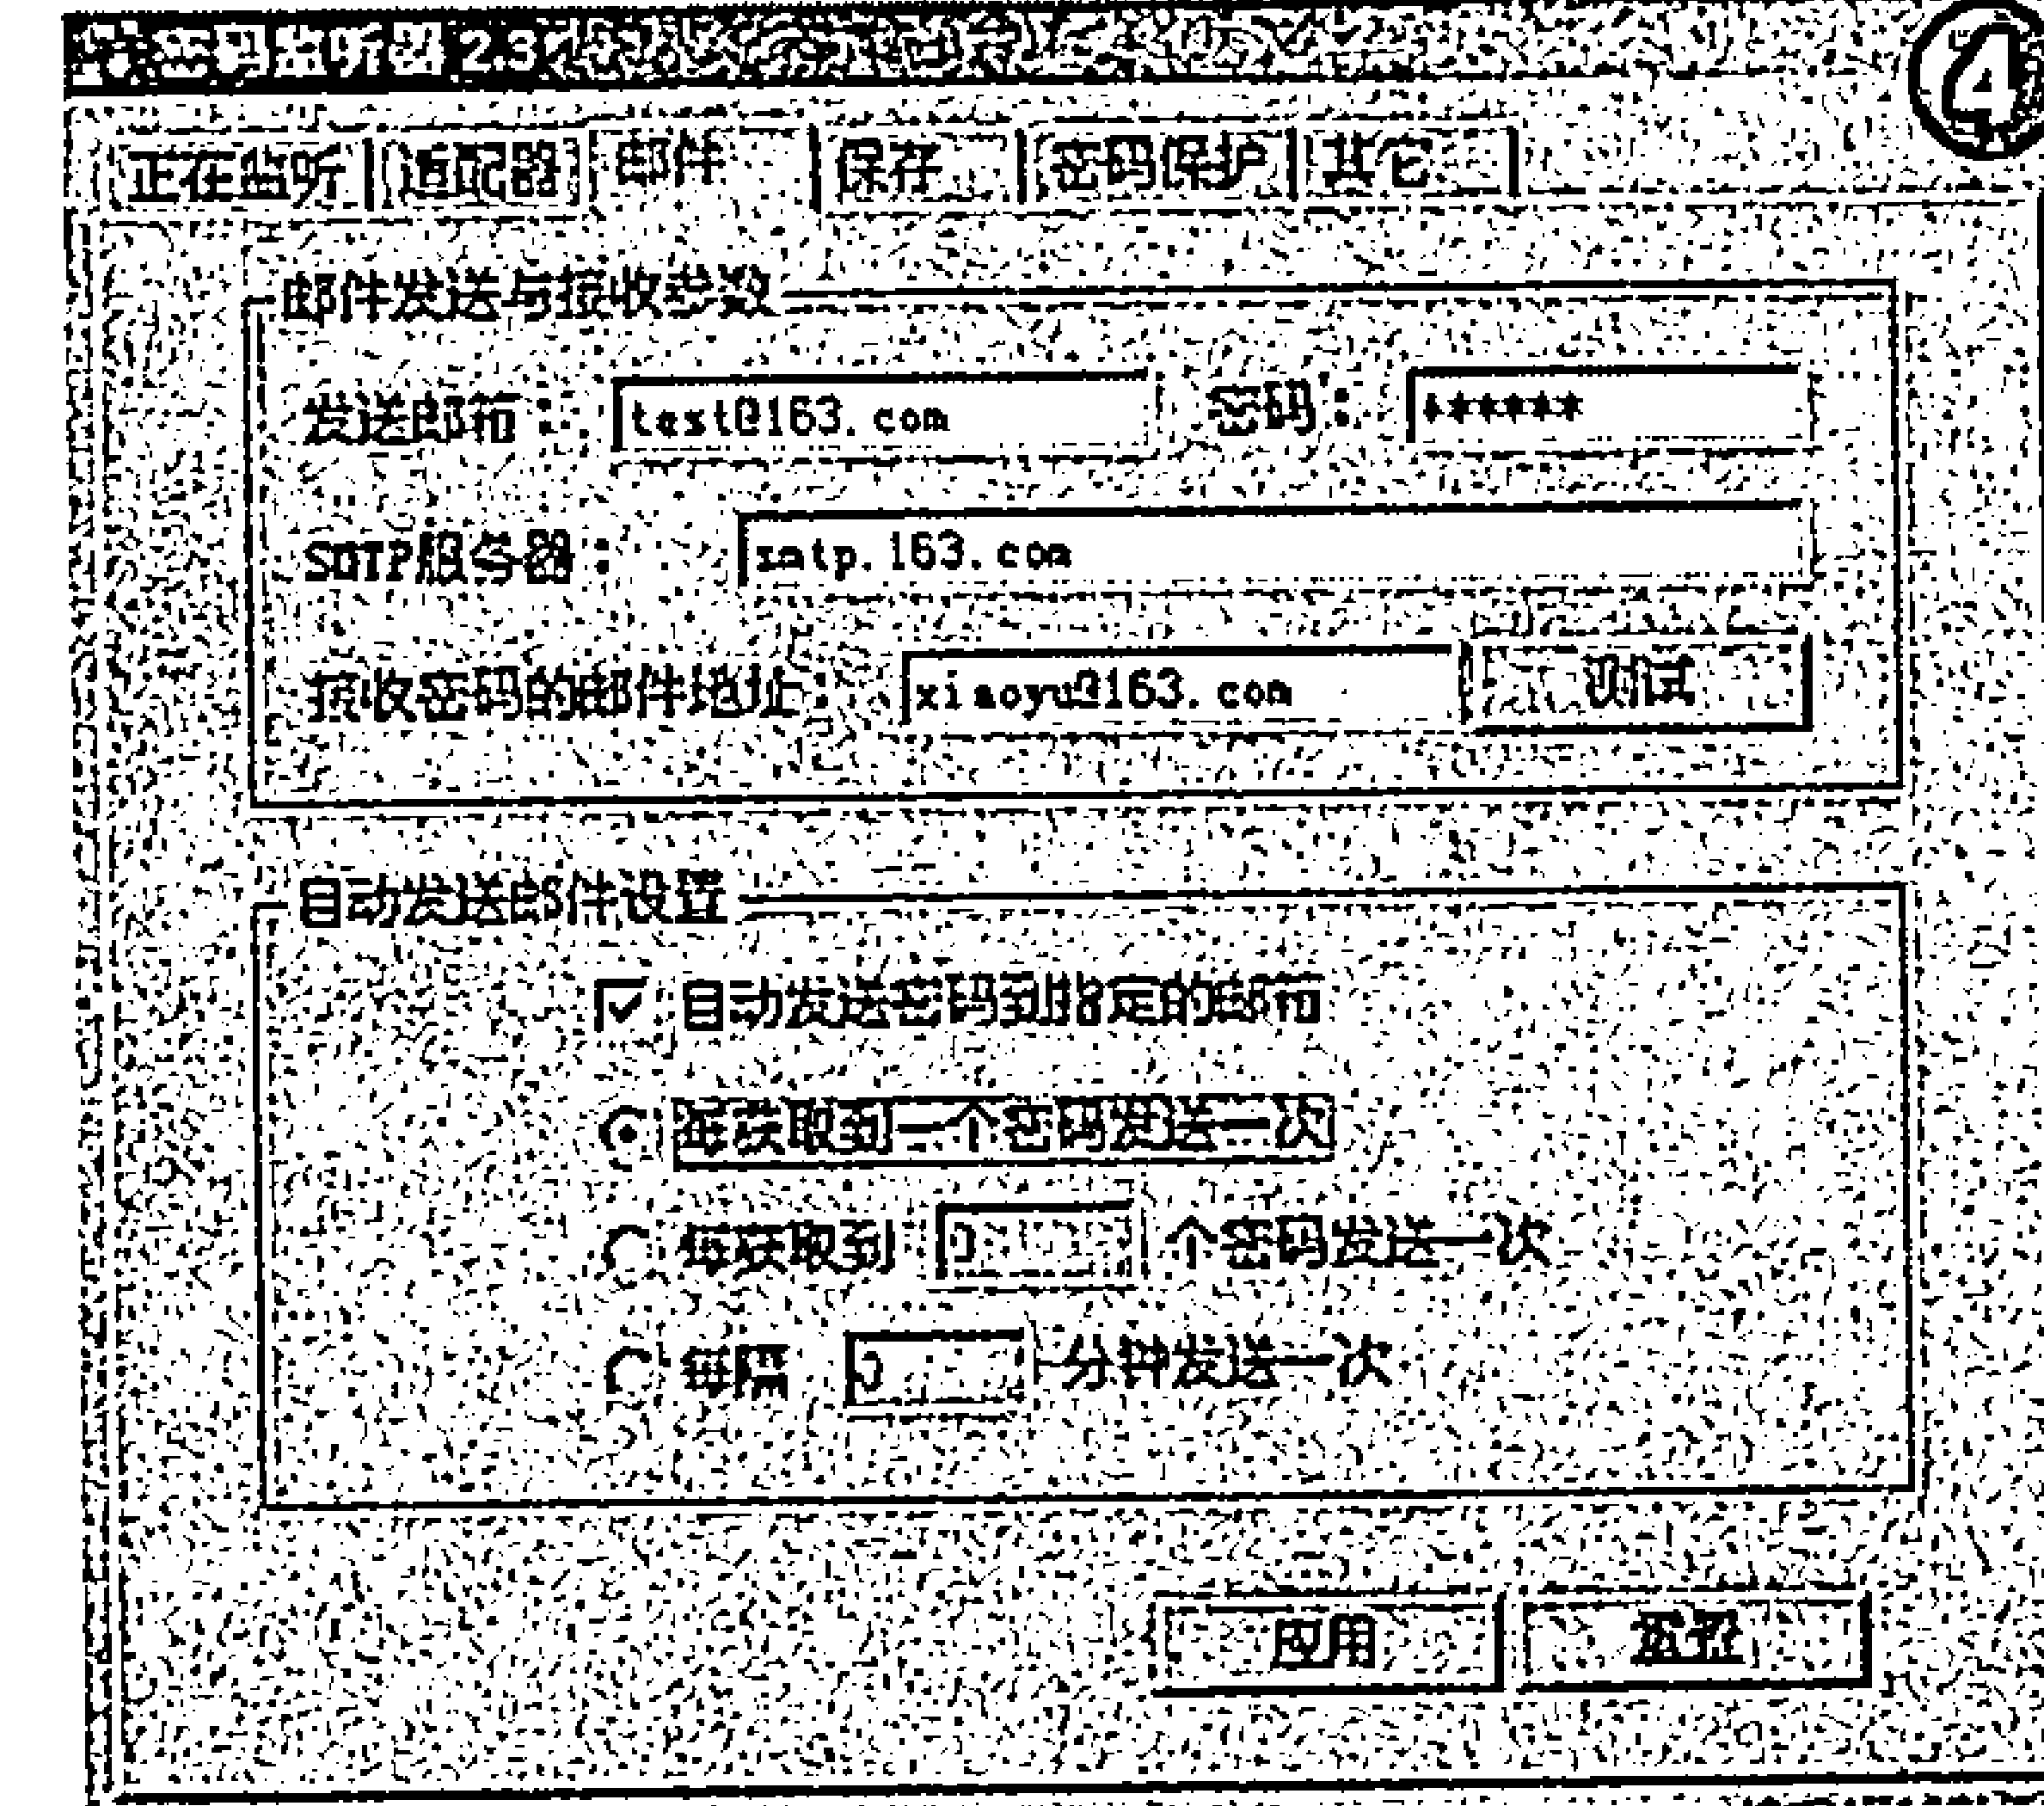 密码监听器 2.3
④
正在监听 适配器 邮件 保存 密码保护 其它
邮件发送与接收参数
发送邮箱： test@163.com 密码： ******
SMTP服务器： smtp.163.com
接收密码的邮件地址： xiaoyu@163.com 测试
自动发送邮件设置
自动发送密码到指定的邮箱
每获取到一个密码发送一次
每获取到 0 个密码发送一次
每隔 0 分钟发送一次
应用